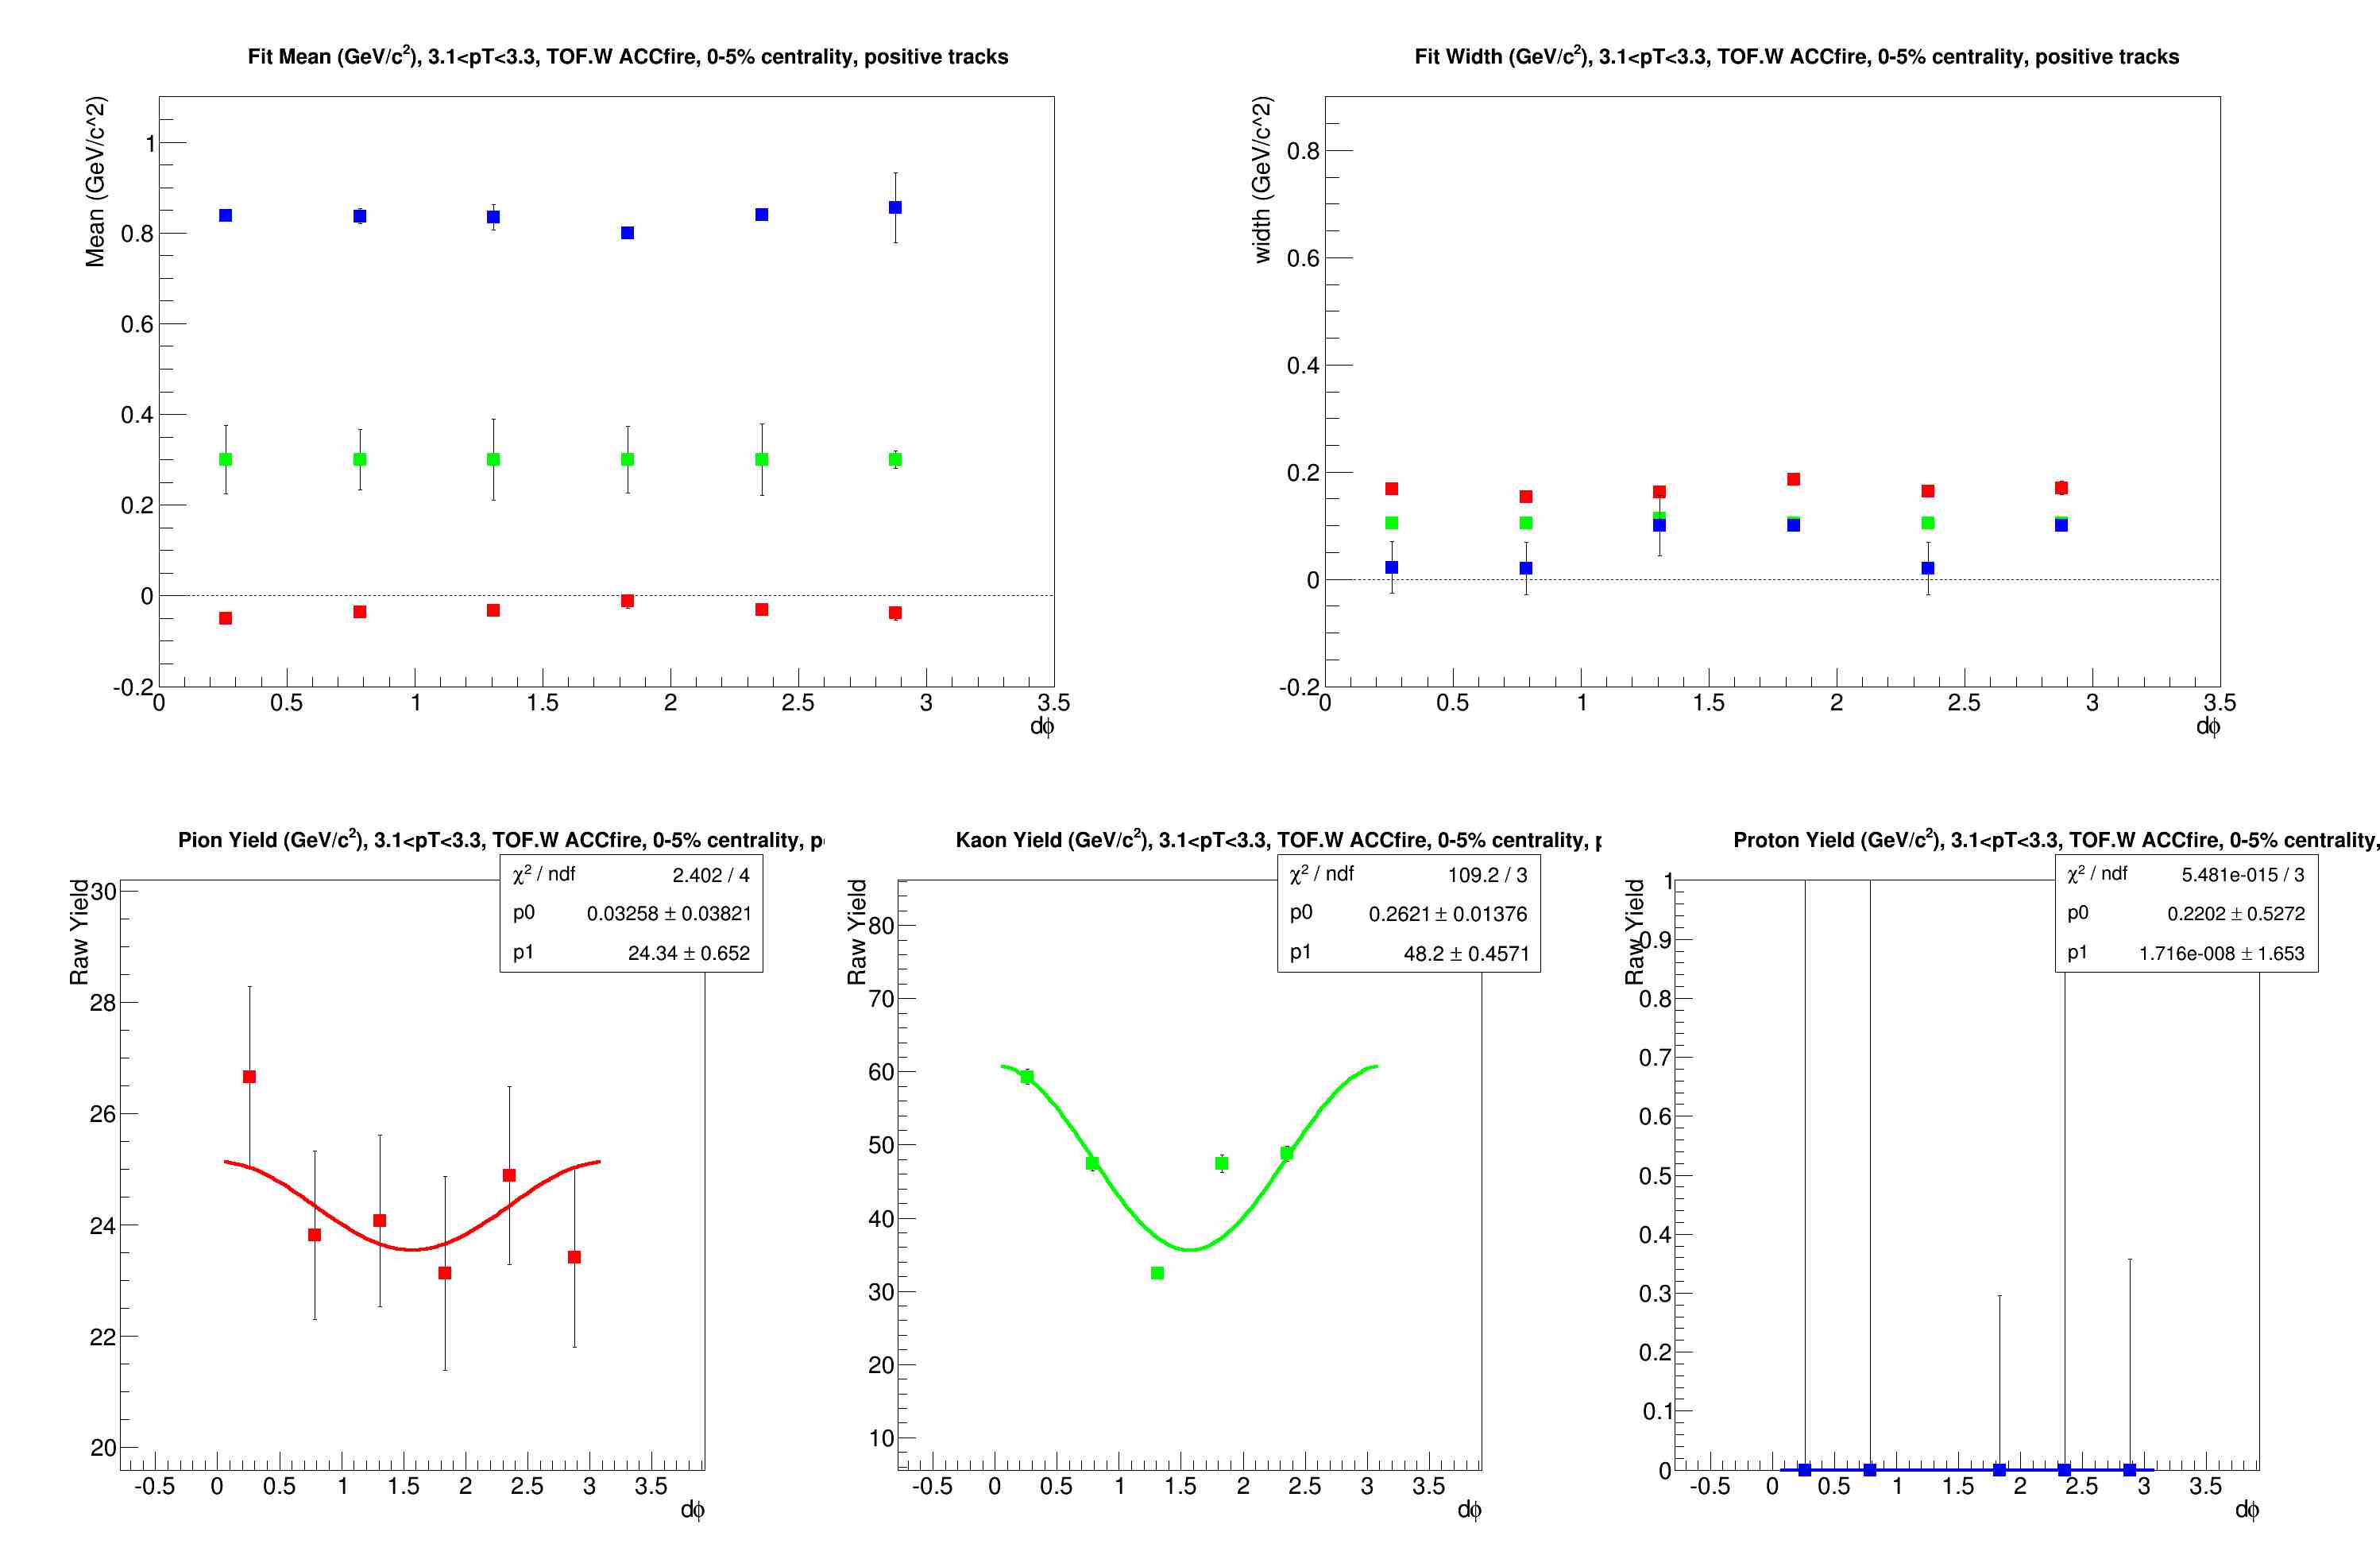 Fit Mean (GeV/c²), 3.1<pT<3.3, TOF.W ACCfire, 0-5% centrality, positive tracks
Mean (GeV/c^2)
1
0.8
0.6
0.4
0.2
0
-0.2
0 0.5 1 1.5 2 2.5 3 3.5
dϕ
Fit Width (GeV/c²), 3.1<pT<3.3, TOF.W ACCfire, 0-5% centrality, positive tracks
width (GeV/c^2)
0.8
0.6
0.4
0.2
0
-0.2
0 0.5 1 1.5 2 2.5 3 3.5
dϕ
Pion Yield (GeV/c²), 3.1<pT<3.3, TOF.W ACCfire, 0-5% centrality, p
χ² / ndf 2.402 / 4
p0 0.03258 ± 0.03821
p1 24.34 ± 0.652
Raw Yield
30
28
26
24
22
20
-0.5 0 0.5 1 1.5 2 2.5 3 3.5
dϕ
Kaon Yield (GeV/c²), 3.1<pT<3.3, TOF.W ACCfire, 0-5% centrality, p
χ² / ndf 109.2 / 3
p0 0.2621 ± 0.01376
p1 48.2 ± 0.4571
Raw Yield
80
70
60
50
40
30
20
10
-0.5 0 0.5 1 1.5 2 2.5 3 3.5
dϕ
Proton Yield (GeV/c²), 3.1<pT<3.3, TOF.W ACCfire, 0-5% centrality,
χ² / ndf 5.481e-015 / 3
p0 0.2202 ± 0.5272
p1 1.716e-008 ± 1.653
Raw Yield
1
0.9
0.8
0.7
0.6
0.5
0.4
0.3
0.2
0.1
0
-0.5 0 0.5 1 1.5 2 2.5 3 3.5
dϕ